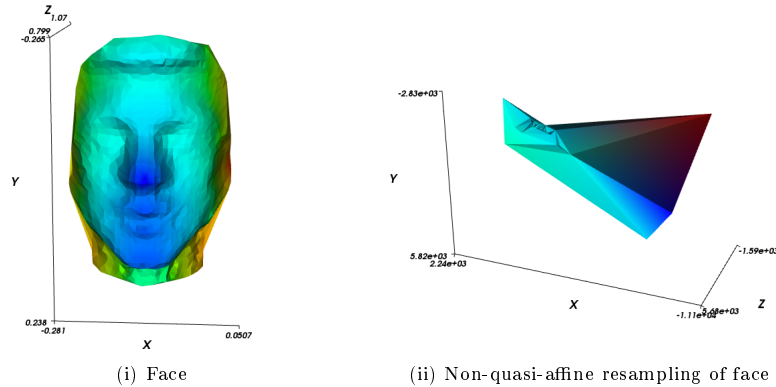 Z
1.07
0.799
-0.265
Y
0.238
-0.281
0.0507
X
(i) Face
-2.83e+03
Y
5.82e+03
2.24e+03
X
-1.59e+03
Z
-1.11e+04
(ii) Non-quasi-affine resampling of face